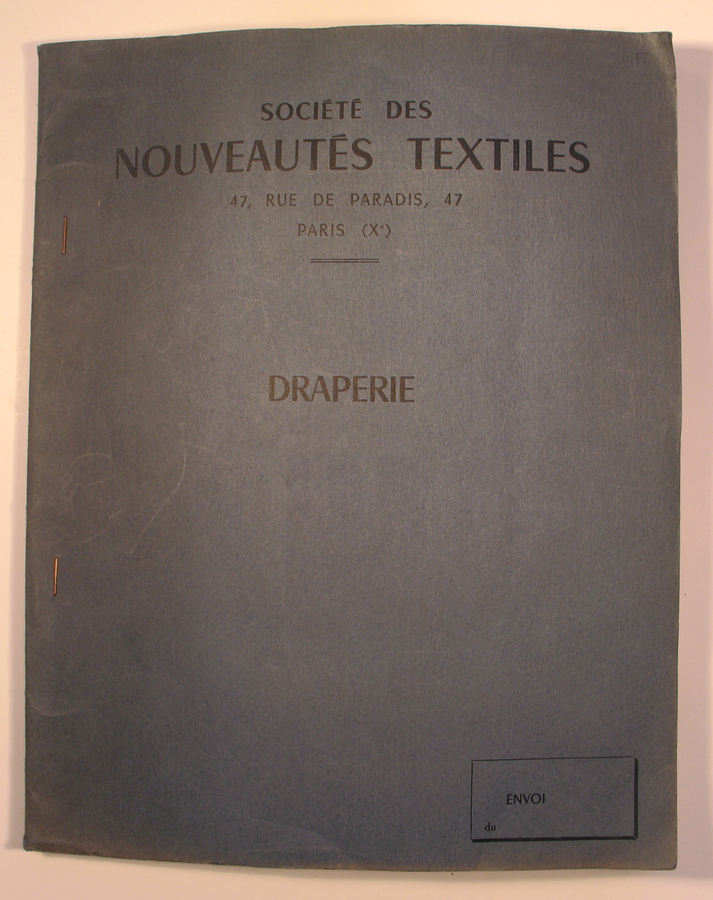 SOCIÉTÉ DES
NOUVEAUTÉS TEXTILES
47, RUE DE PARADIS, 47
PARIS (Xᵉ)
DRAPERIE
ENVOI
du